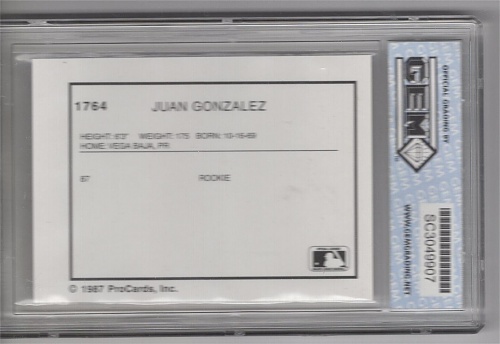 1764 JUAN GONZALEZ
HEIGHT: 6'3" WEIGHT: 175 BORN: 10-16-69
HOME: VEGA BAJA, PR
87 ROOKIE
© 1987 ProCards, Inc.
OFFICIAL GRADING BY
GEM
WWW.GEMGRADING.NET
SC3049907